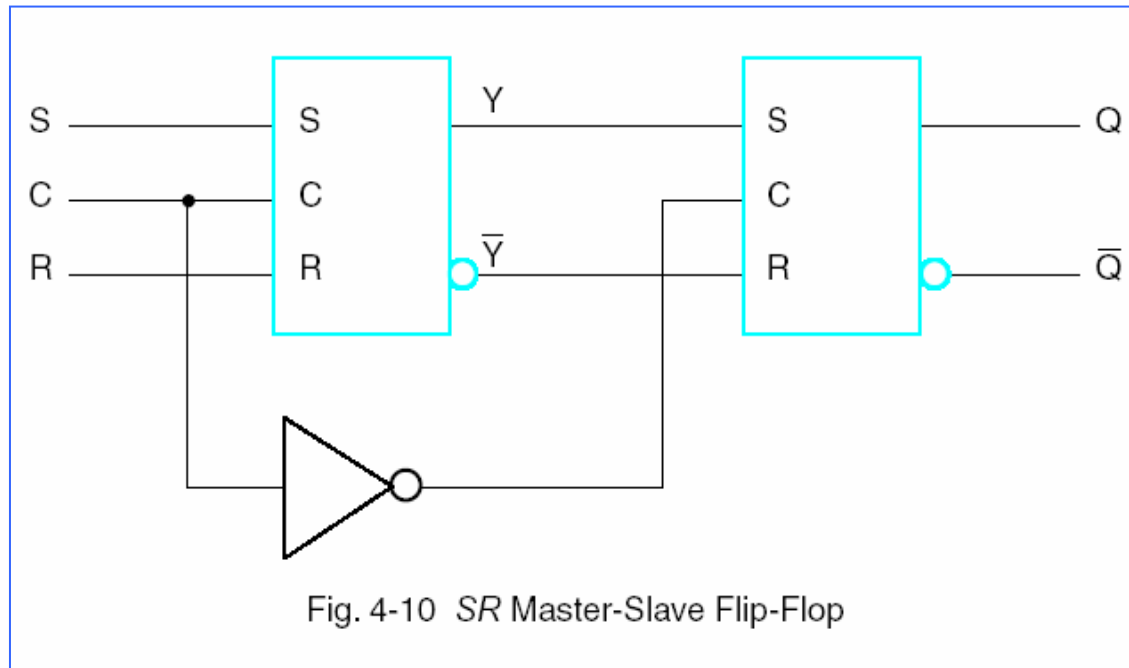 Y
S S S Q
C C C
Y̅
R R R Q̅
Fig. 4-10 SR Master-Slave Flip-Flop